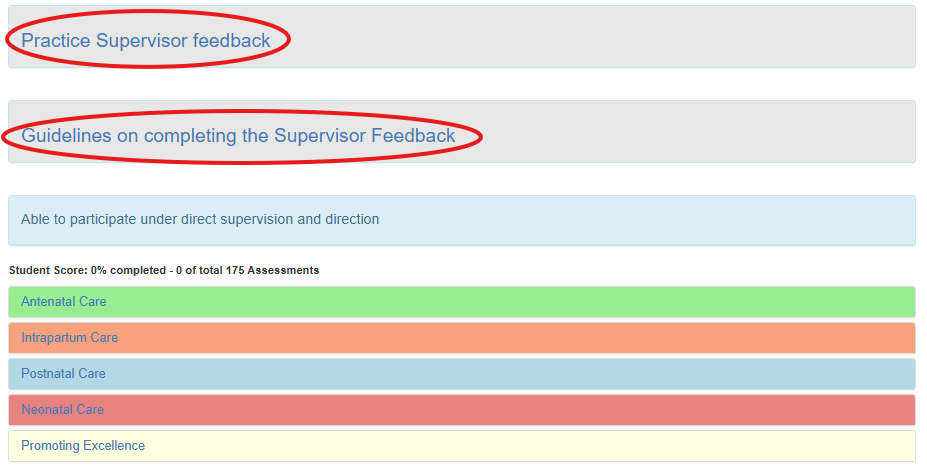 Practice Supervisor feedback
Guidelines on completing the Supervisor Feedback
Able to participate under direct supervision and direction
Student Score: 0% completed - 0 of total 175 Assessments
Antenatal Care
Intrapartum Care
Postnatal Care
Neonatal Care
Promoting Excellence